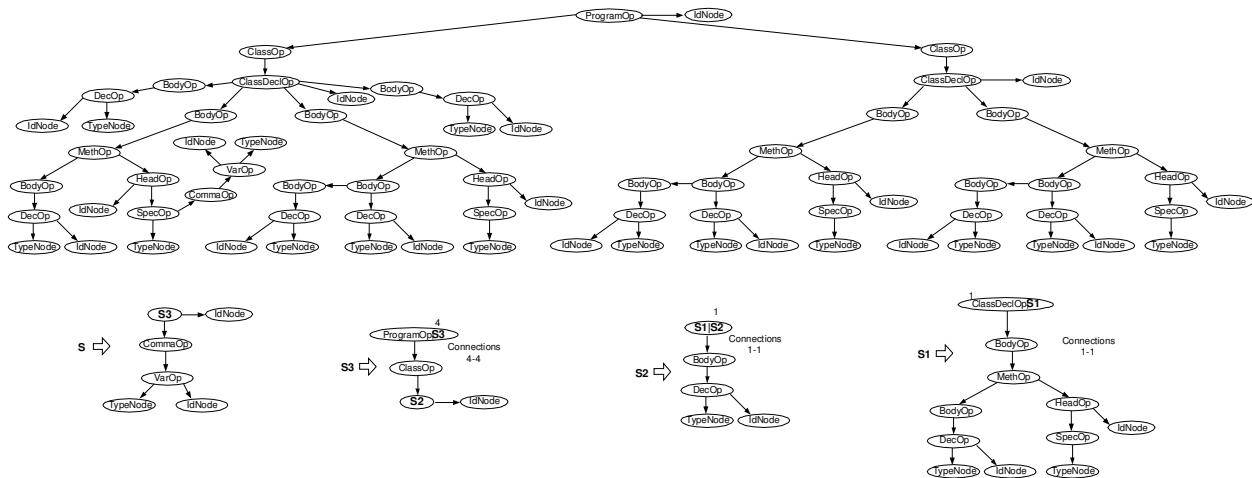 ProgramOp IdNode
ClassOp ClassOp
BodyOp ClassDeclOp BodyOp ClassDeclOp IdNode
DecOp IdNode DecOp
BodyOp BodyOp BodyOp BodyOp
IdNode TypeNode TypeNode IdNode
IdNode TypeNode
MethOp MethOp MethOp MethOp
VarOp
BodyOp HeadOp BodyOp BodyOp HeadOp BodyOp BodyOp HeadOp BodyOp BodyOp HeadOp
CommaOp
IdNode IdNode IdNode IdNode
DecOp SpecOp DecOp DecOp SpecOp DecOp DecOp SpecOp DecOp DecOp SpecOp
TypeNode IdNode TypeNode IdNode TypeNode TypeNode IdNode TypeNode IdNode TypeNode TypeNode IdNode TypeNode IdNode TypeNode TypeNode IdNode TypeNode
S
S3 IdNode
CommaOp
VarOp
TypeNode IdNode
S3
4
ProgramOp|S3
Connections
4-4
ClassOp
S2 IdNode
S2
1
S1|S2
Connections
1-1
BodyOp
DecOp
TypeNode IdNode
S1
1
ClassDeclOp|S1
Connections
1-1
BodyOp
MethOp
BodyOp HeadOp
IdNode
DecOp SpecOp
TypeNode IdNode TypeNode